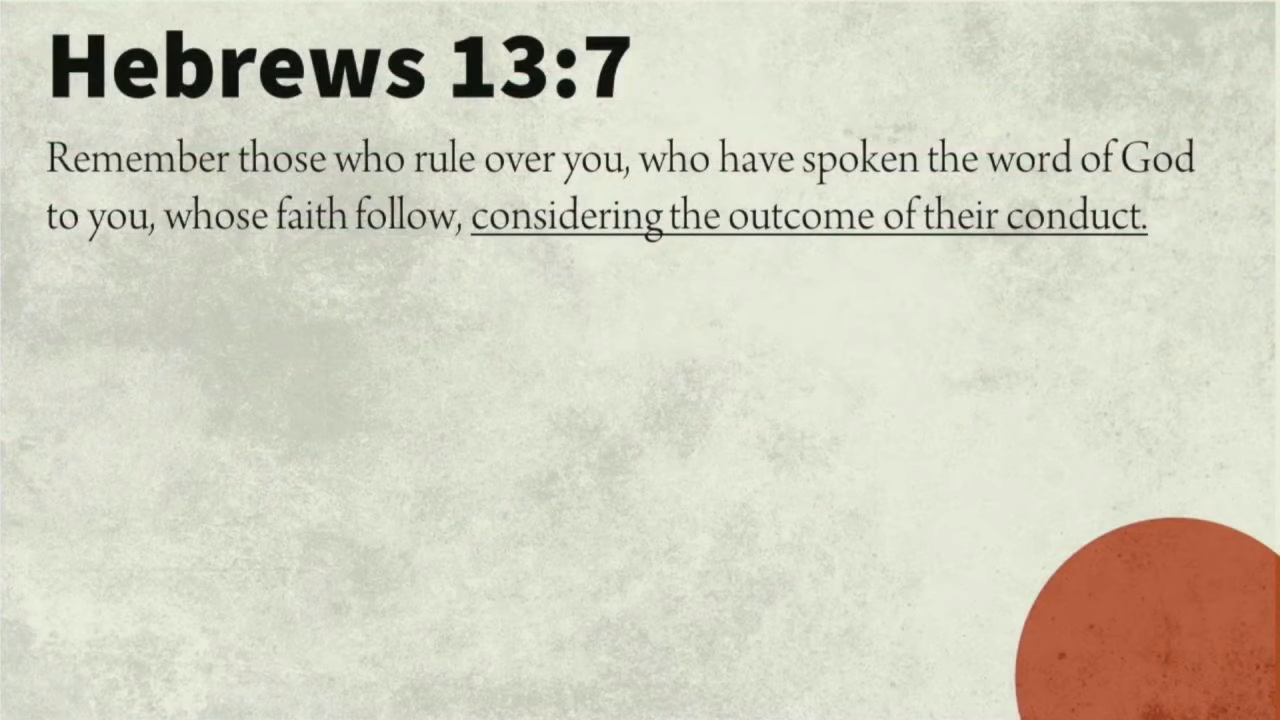 Hebrews 13:7
Remember those who rule over you, who have spoken the word of God
to you, whose faith follow, considering the outcome of their conduct.